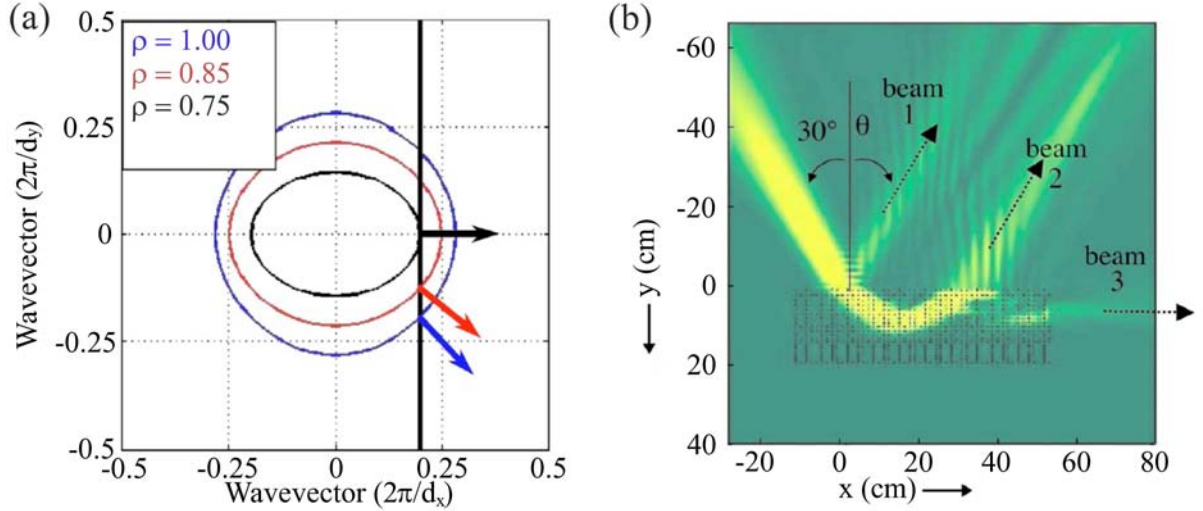 (a)
Wavevector (2π/dy)
0.5
0.25
0
-0.25
-0.5
ρ = 1.00
ρ = 0.85
ρ = 0.75
-0.5
-0.25
0
0.25
0.5
Wavevector (2π/dx)
(b)
y (cm)
-60
-40
-20
0
20
40
30°
θ
beam
1
beam
2
beam
3
-20
0
20
40
60
80
x (cm)